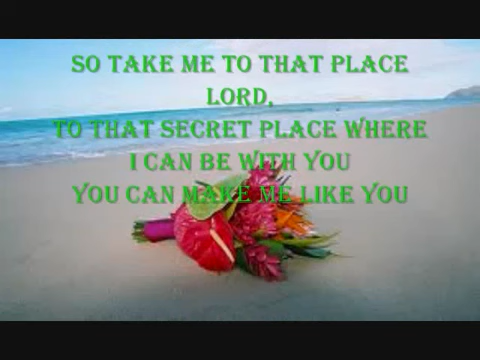 SO TAKE ME TO THAT PLACE
LORD,
TO THAT SECRET PLACE WHERE
I CAN BE WITH YOU
YOU CAN MAKE ME LIKE YOU